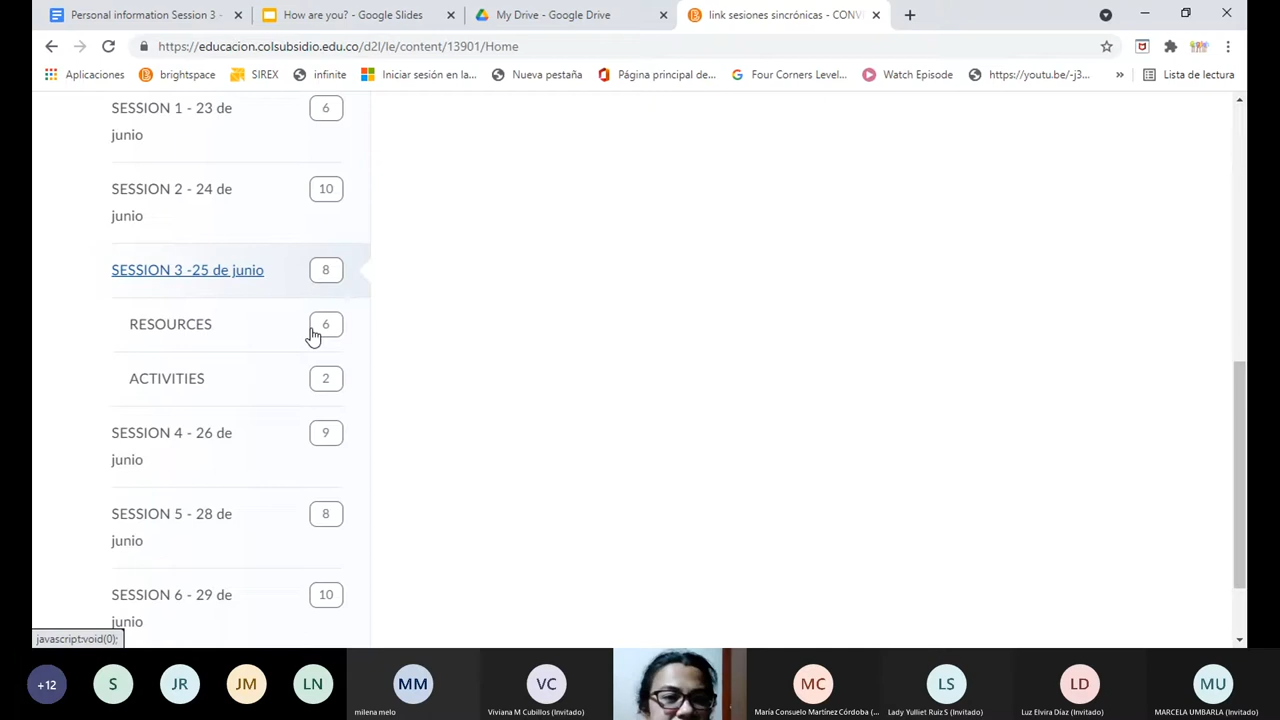 Personal information Session 3 -
How are you? - Google Slides
My Drive - Google Drive
link sesiones sincrónicas - CONV
https://educacion.colsubsidio.edu.co/d2l/le/content/13901/Home
Aplicaciones
brightspace
SIREX
infinite
Iniciar sesión en la...
Nueva pestaña
Página principal de...
Four Corners Level...
Watch Episode
https://youtu.be/-j3...
»
Lista de lectura
SESSION 1 - 23 de
junio
6
SESSION 2 - 24 de
junio
10
SESSION 3 -25 de junio
8
RESOURCES
6
ACTIVITIES
2
SESSION 4 - 26 de
junio
9
SESSION 5 - 28 de
junio
8
SESSION 6 - 29 de
junio
10
javascript:void(0);
+12
S
JR
JM
LN
MM
milena melo
VC
Viviana M Cubillos (Invitado)
MC
María Consuelo Martínez Córdoba (...
LS
Lady Yulliet Ruiz S (Invitado)
LD
Luz Elvira Díaz (Invitado)
MU
MARCELA UMBARLA (Invitado)